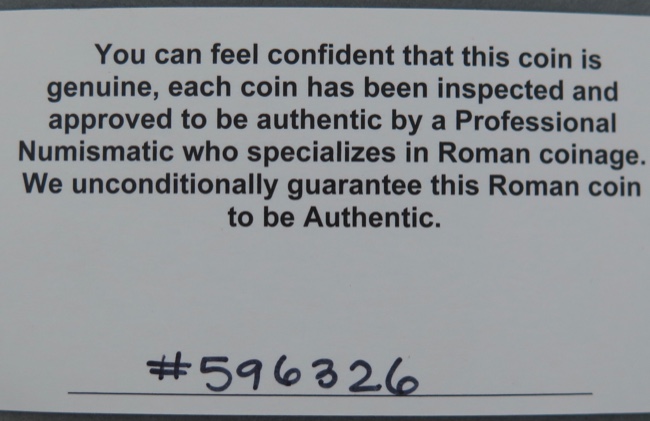 You can feel confident that this coin is
genuine, each coin has been inspected and
approved to be authentic by a Professional
Numismatic who specializes in Roman coinage.
We unconditionally guarantee this Roman coin
to be Authentic.
#596326